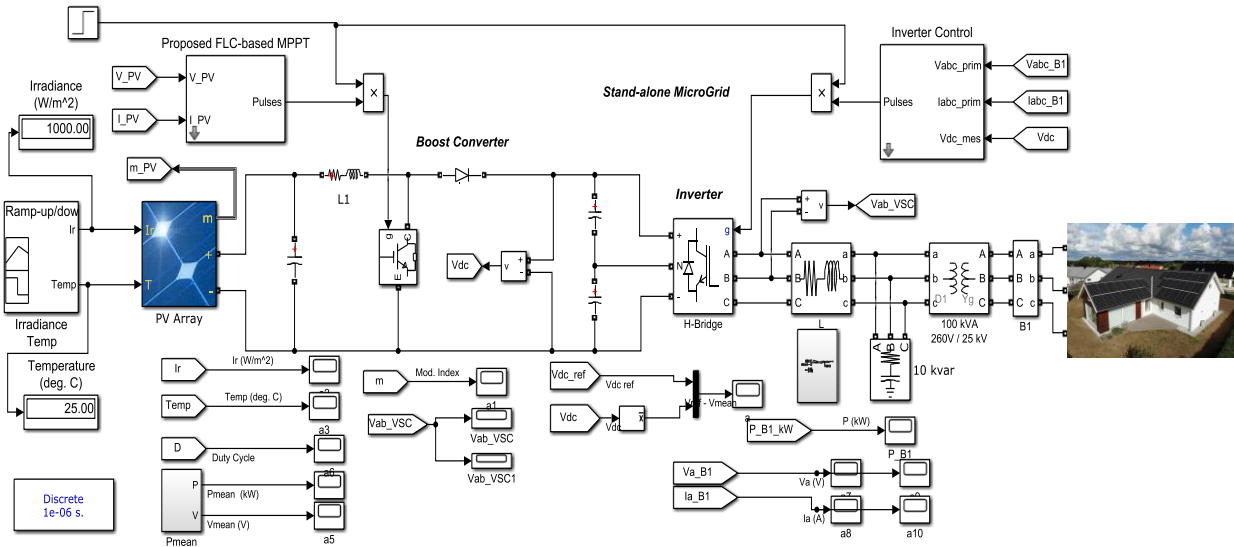 Proposed FLC-based MPPT
V_PV
I_PV
V_PV
I_PV
Pulses
x
Irradiance
(W/m^2)
1000.00
m_PV
Ramp-up/dow
Ir
Temp
Irradiance
Temp
Temperature
(deg. C)
25.00
Ir
T
m
+
-
PV Array
Boost Converter
L1
g
C
E
Vdc
v
+
-
Stand-alone MicroGrid
x
Inverter Control
Pulses
Vabc_prim
Iabc_prim
Vdc_mes
Vabc_B1
Iabc_B1
Vdc
Inverter
g
+
N
-
A
B
C
H-Bridge
+
-
v
Vab_VSC
A
B
C
a
b
c
L
a
b
c
A
B
C
D1
Yg
100 kVA
260V / 25 kV
A
B
C
a
b
c
B1
A
B
C
10 kvar
Ir
Ir (W/m^2)
Temp
Temp (deg. C)
a3
D
Duty Cycle
a6
P
V
Pmean
Pmean (kW)
Vmean (V)
a5
Discrete
1e-06 s.
m
Mod. Index
a1
Vab_VSC
Vab_VSC
Vab_VSC1
Vdc_ref
Vdc ref
Vdc
Vdc
x
- Vmean
a
P_B1_kW
P (kW)
P_B1
Va_B1
Va (V)
Ia_B1
Ia (A)
a8
a10